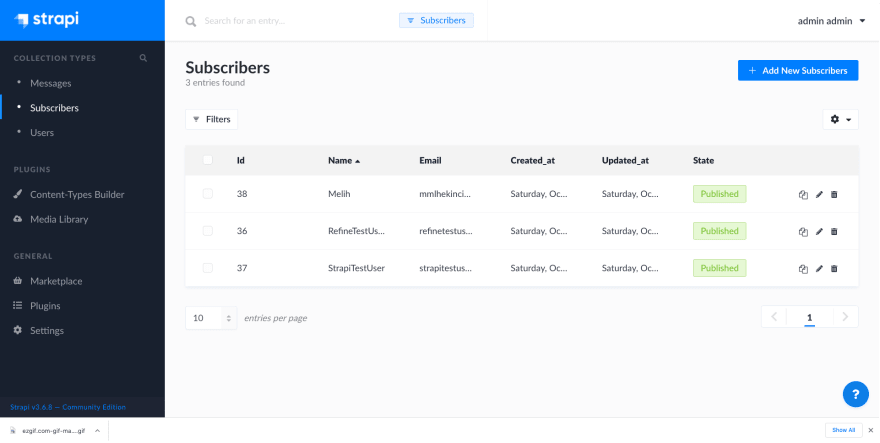 strapi
Search for an entry...
Subscribers
admin admin
COLLECTION TYPES
Messages
Subscribers
Users
PLUGINS
Content-Types Builder
Media Library
GENERAL
Marketplace
Plugins
Settings
Strapi v3.6.8 — Community Edition
Subscribers
3 entries found
+ Add New Subscribers
Filters
Id Name Email Created_at Updated_at State
38 Melih mmlhekinci... Saturday, Oc... Saturday, Oc... Published
36 RefineTestUs... refinetestus... Saturday, Oc... Saturday, Oc... Published
37 StrapiTestUser strapitestus... Saturday, Oc... Saturday, Oc... Published
10 entries per page
1
?
ezgif.com-gif-ma....gif
Show All